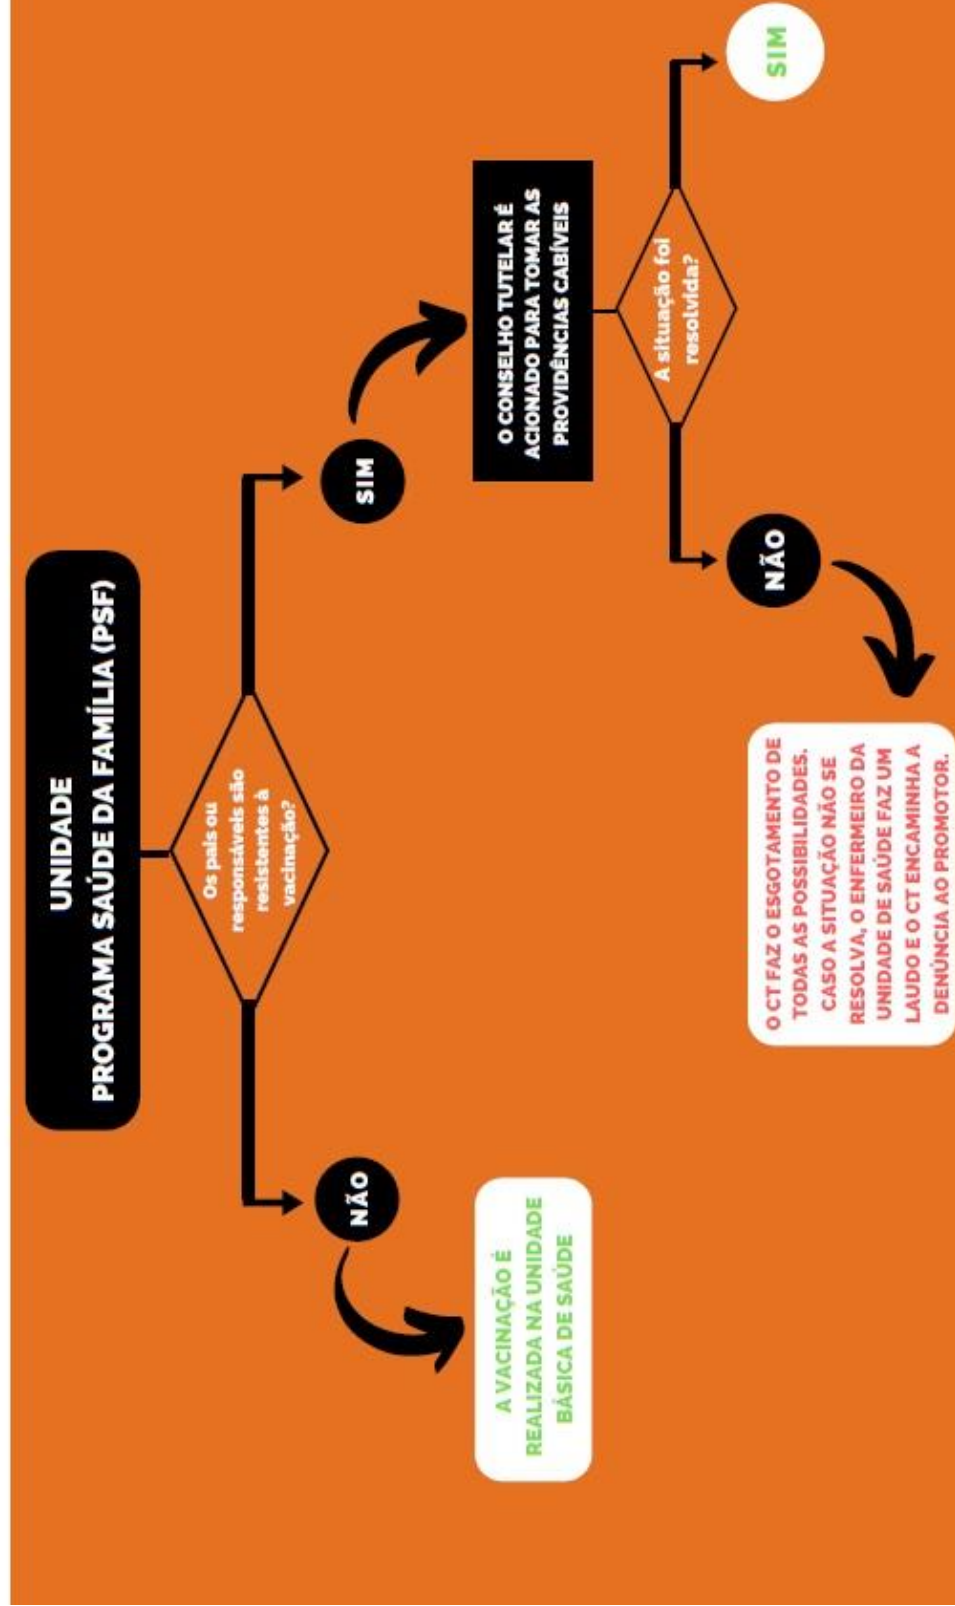 UNIDADE
PROGRAMA SAÚDE DA FAMÍLIA (PSF)
Os pais ou
responsáveis são
resistentes à
vacinação?
NÃO
SIM
A VACINAÇÃO É
REALIZADA NA UNIDADE
BÁSICA DE SAÚDE
O CONSELHO TUTELAR É
ACIONADO PARA TOMAR AS
PROVIDÊNCIAS CABÍVEIS
A situação foi
resolvida?
NÃO
SIM
O CT FAZ O ESGOTAMENTO DE
TODAS AS POSSIBILIDADES.
CASO A SITUAÇÃO NÃO SE
RESOLVA, O ENFERMEIRO DA
UNIDADE DE SAÚDE FAZ UM
LAUDO E O CT ENCAMINHA A
DENÚNCIA AO PROMOTOR.